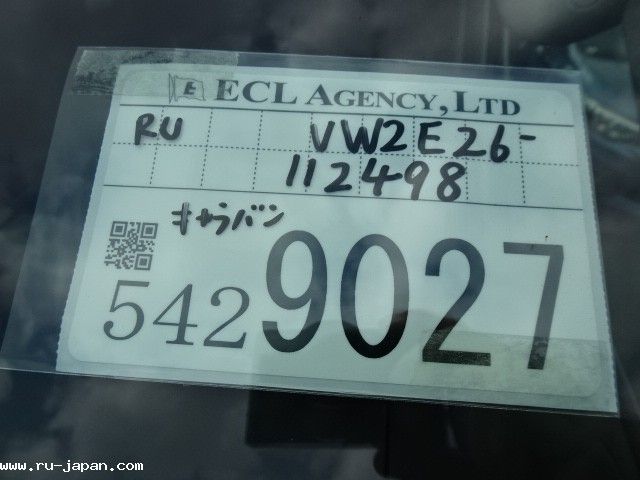 E ECL AGENCY, LTD
RU VW2E26-
112498
キャラバン
5429027
www.ru-japan.com